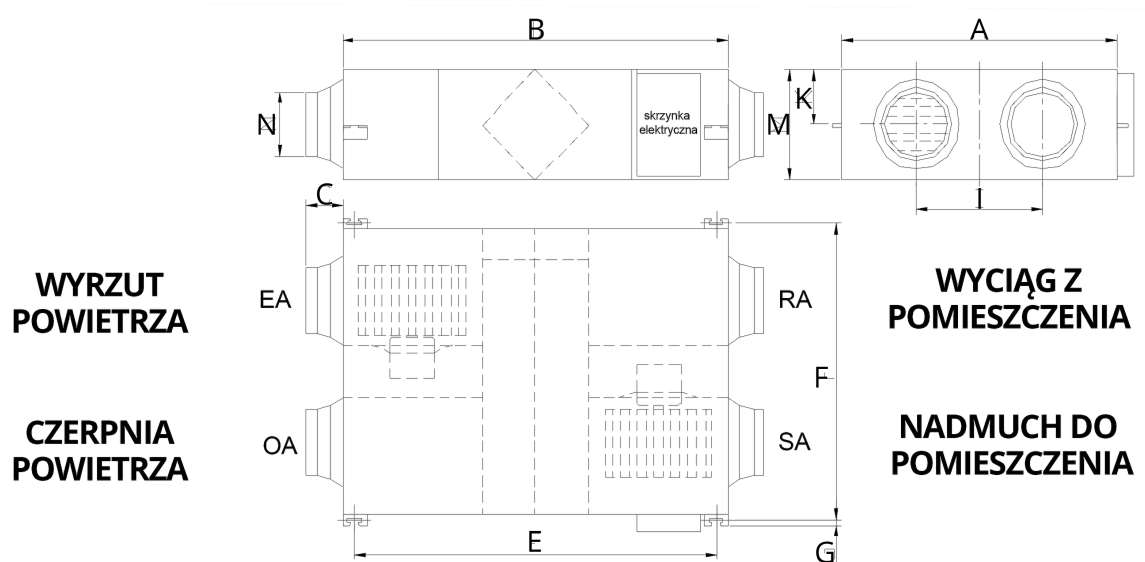 B
A
N
skrzynka
elektryczna
M
K
C
I
WYRZUT
POWIETRZA
EA
RA
WYCIĄG Z
POMIESZCZENIA
F
CZERPNIA
POWIETRZA
OA
SA
NADMUCH DO
POMIESZCZENIA
E
G